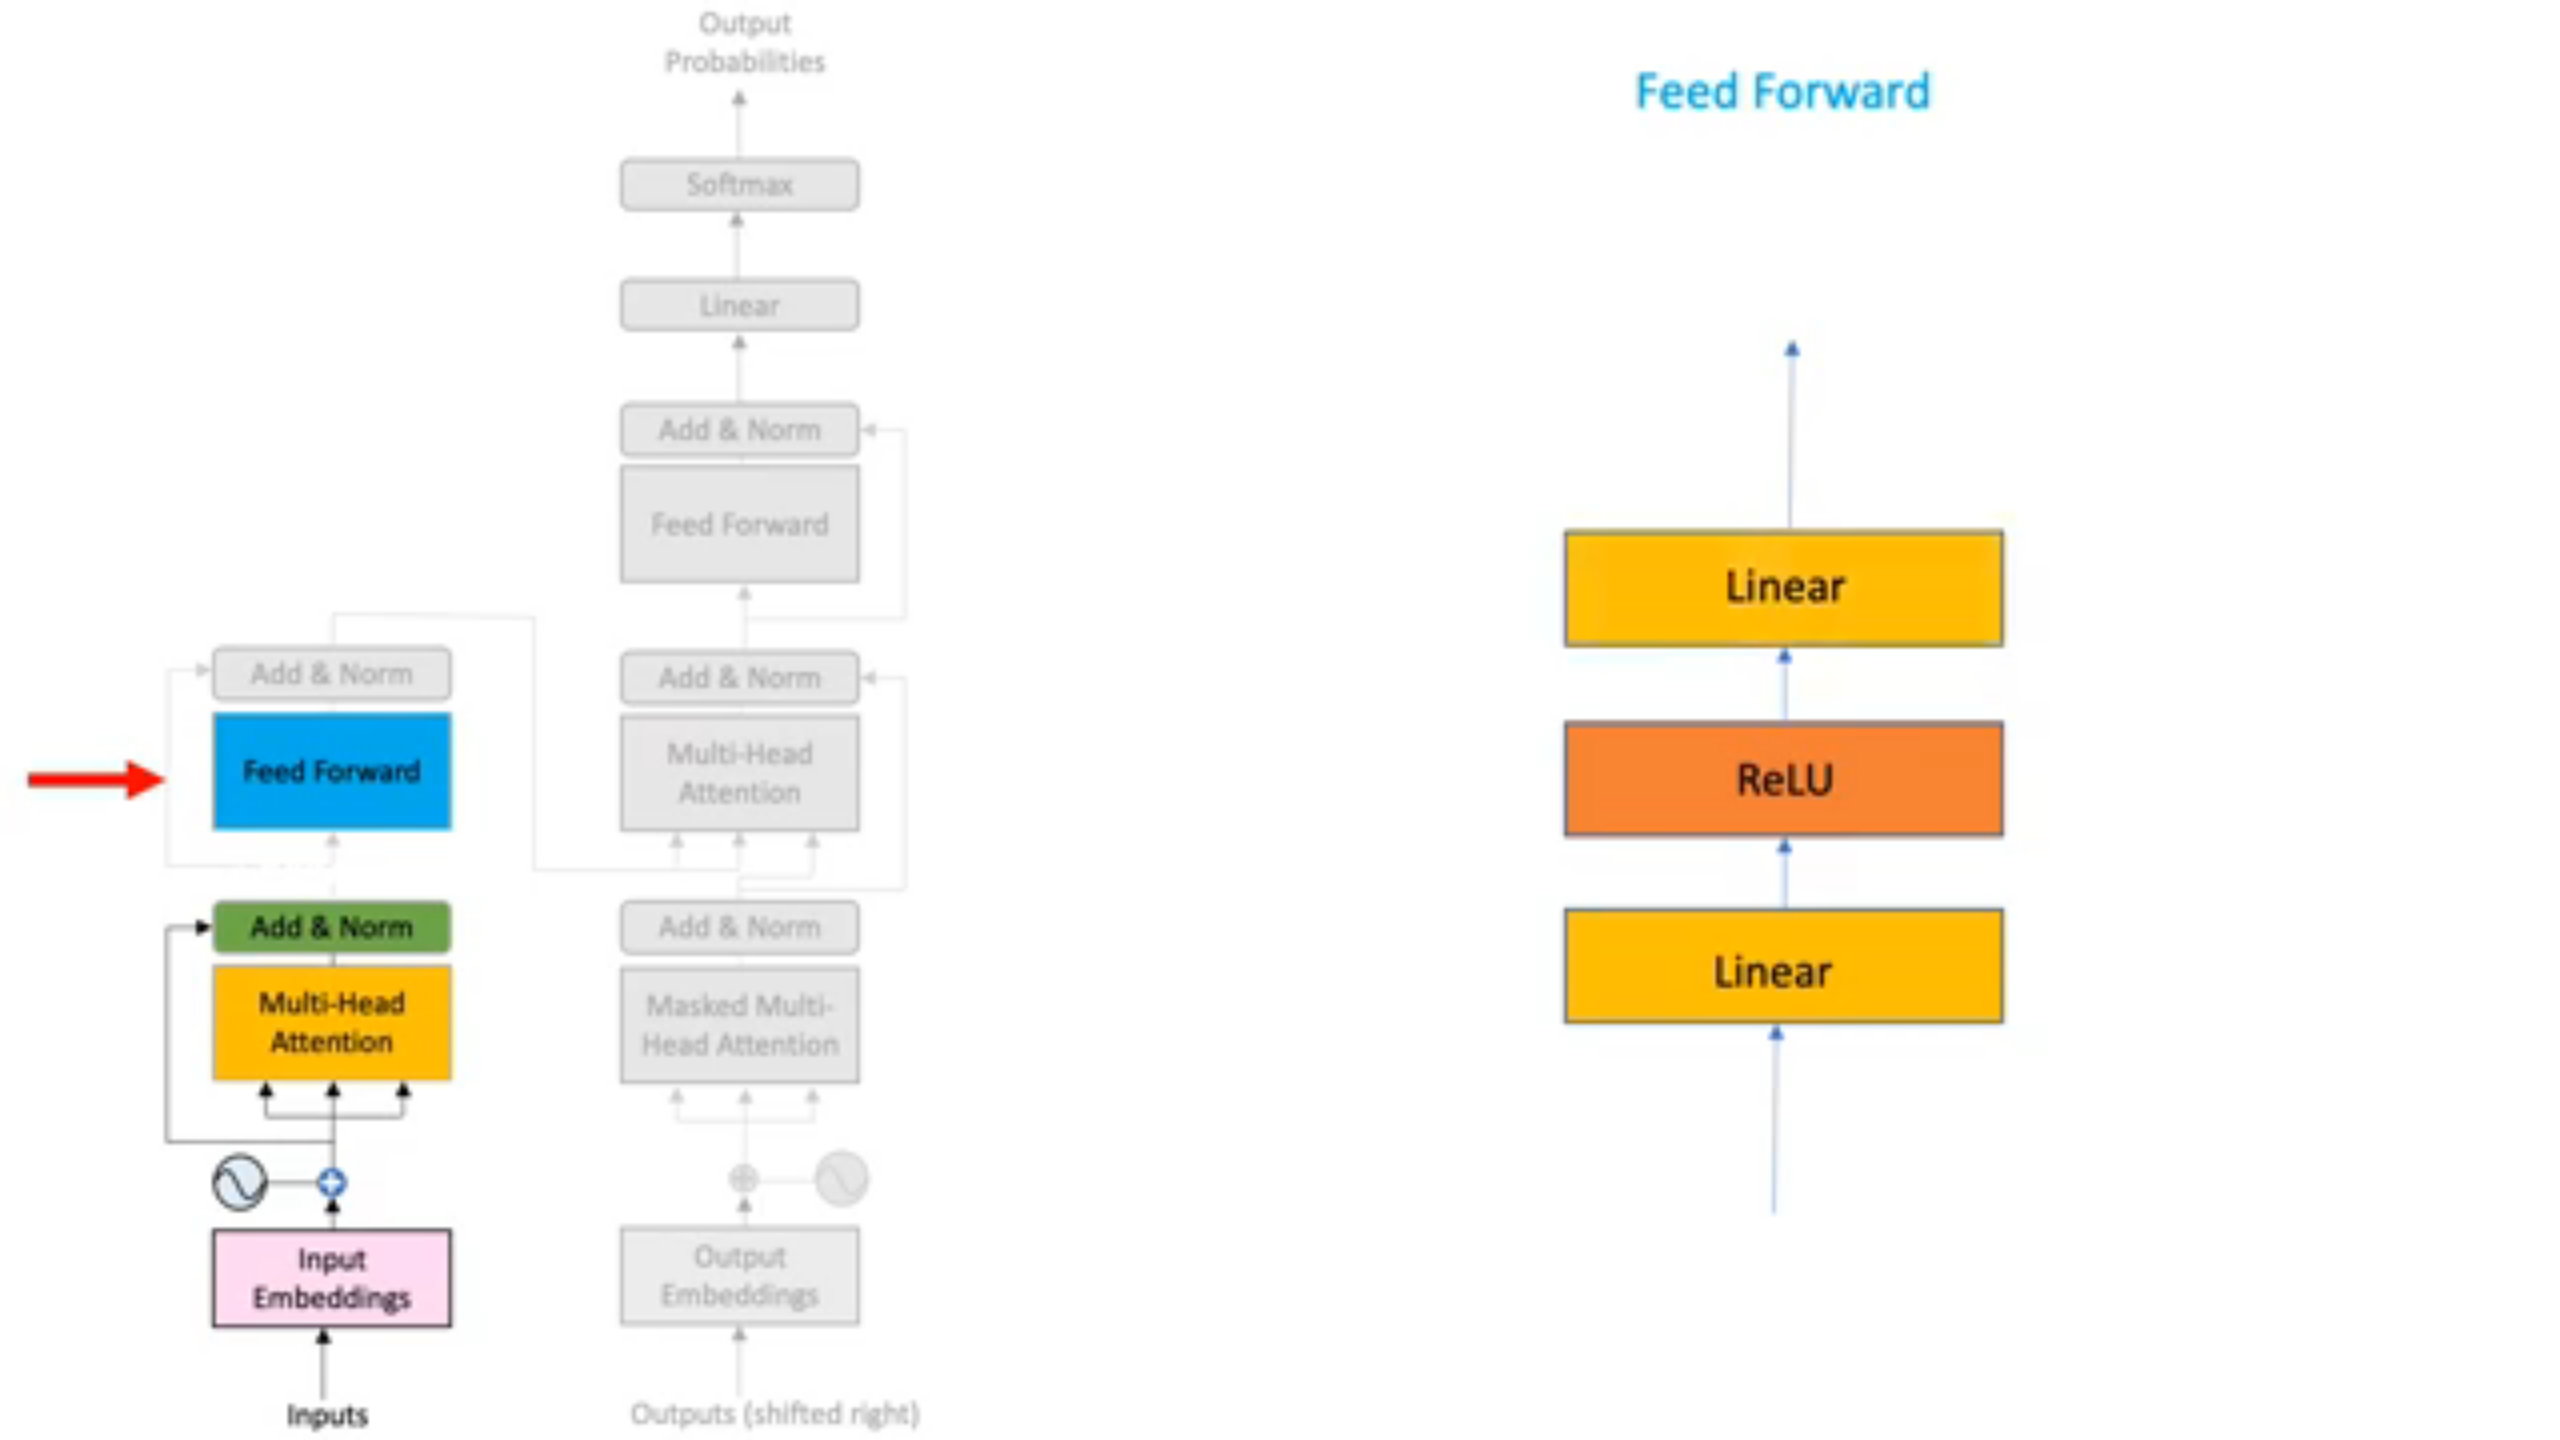 Output
Probabilities
Softmax
Linear
Add & Norm
Feed Forward
Add & Norm
Multi-Head
Attention
Add & Norm
Masked Multi-
Head Attention
Output
Embeddings
Outputs (shifted right)
Add & Norm
Feed Forward
Add & Norm
Multi-Head
Attention
Input
Embeddings
Inputs
Feed Forward
Linear
ReLU
Linear